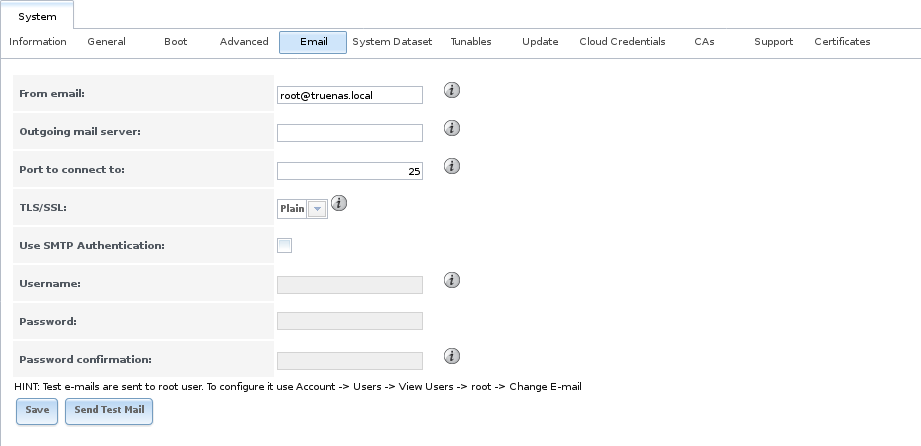 System
Information General Boot Advanced Email System Dataset Tunables Update Cloud Credentials CAs Support Certificates
From email: root@truenas.local i
Outgoing mail server: i
Port to connect to: 25 i
TLS/SSL: Plain i
Use SMTP Authentication:
Username: i
Password:
Password confirmation: i
HINT: Test e-mails are sent to root user. To configure it use Account -> Users -> View Users -> root -> Change E-mail
Save Send Test Mail